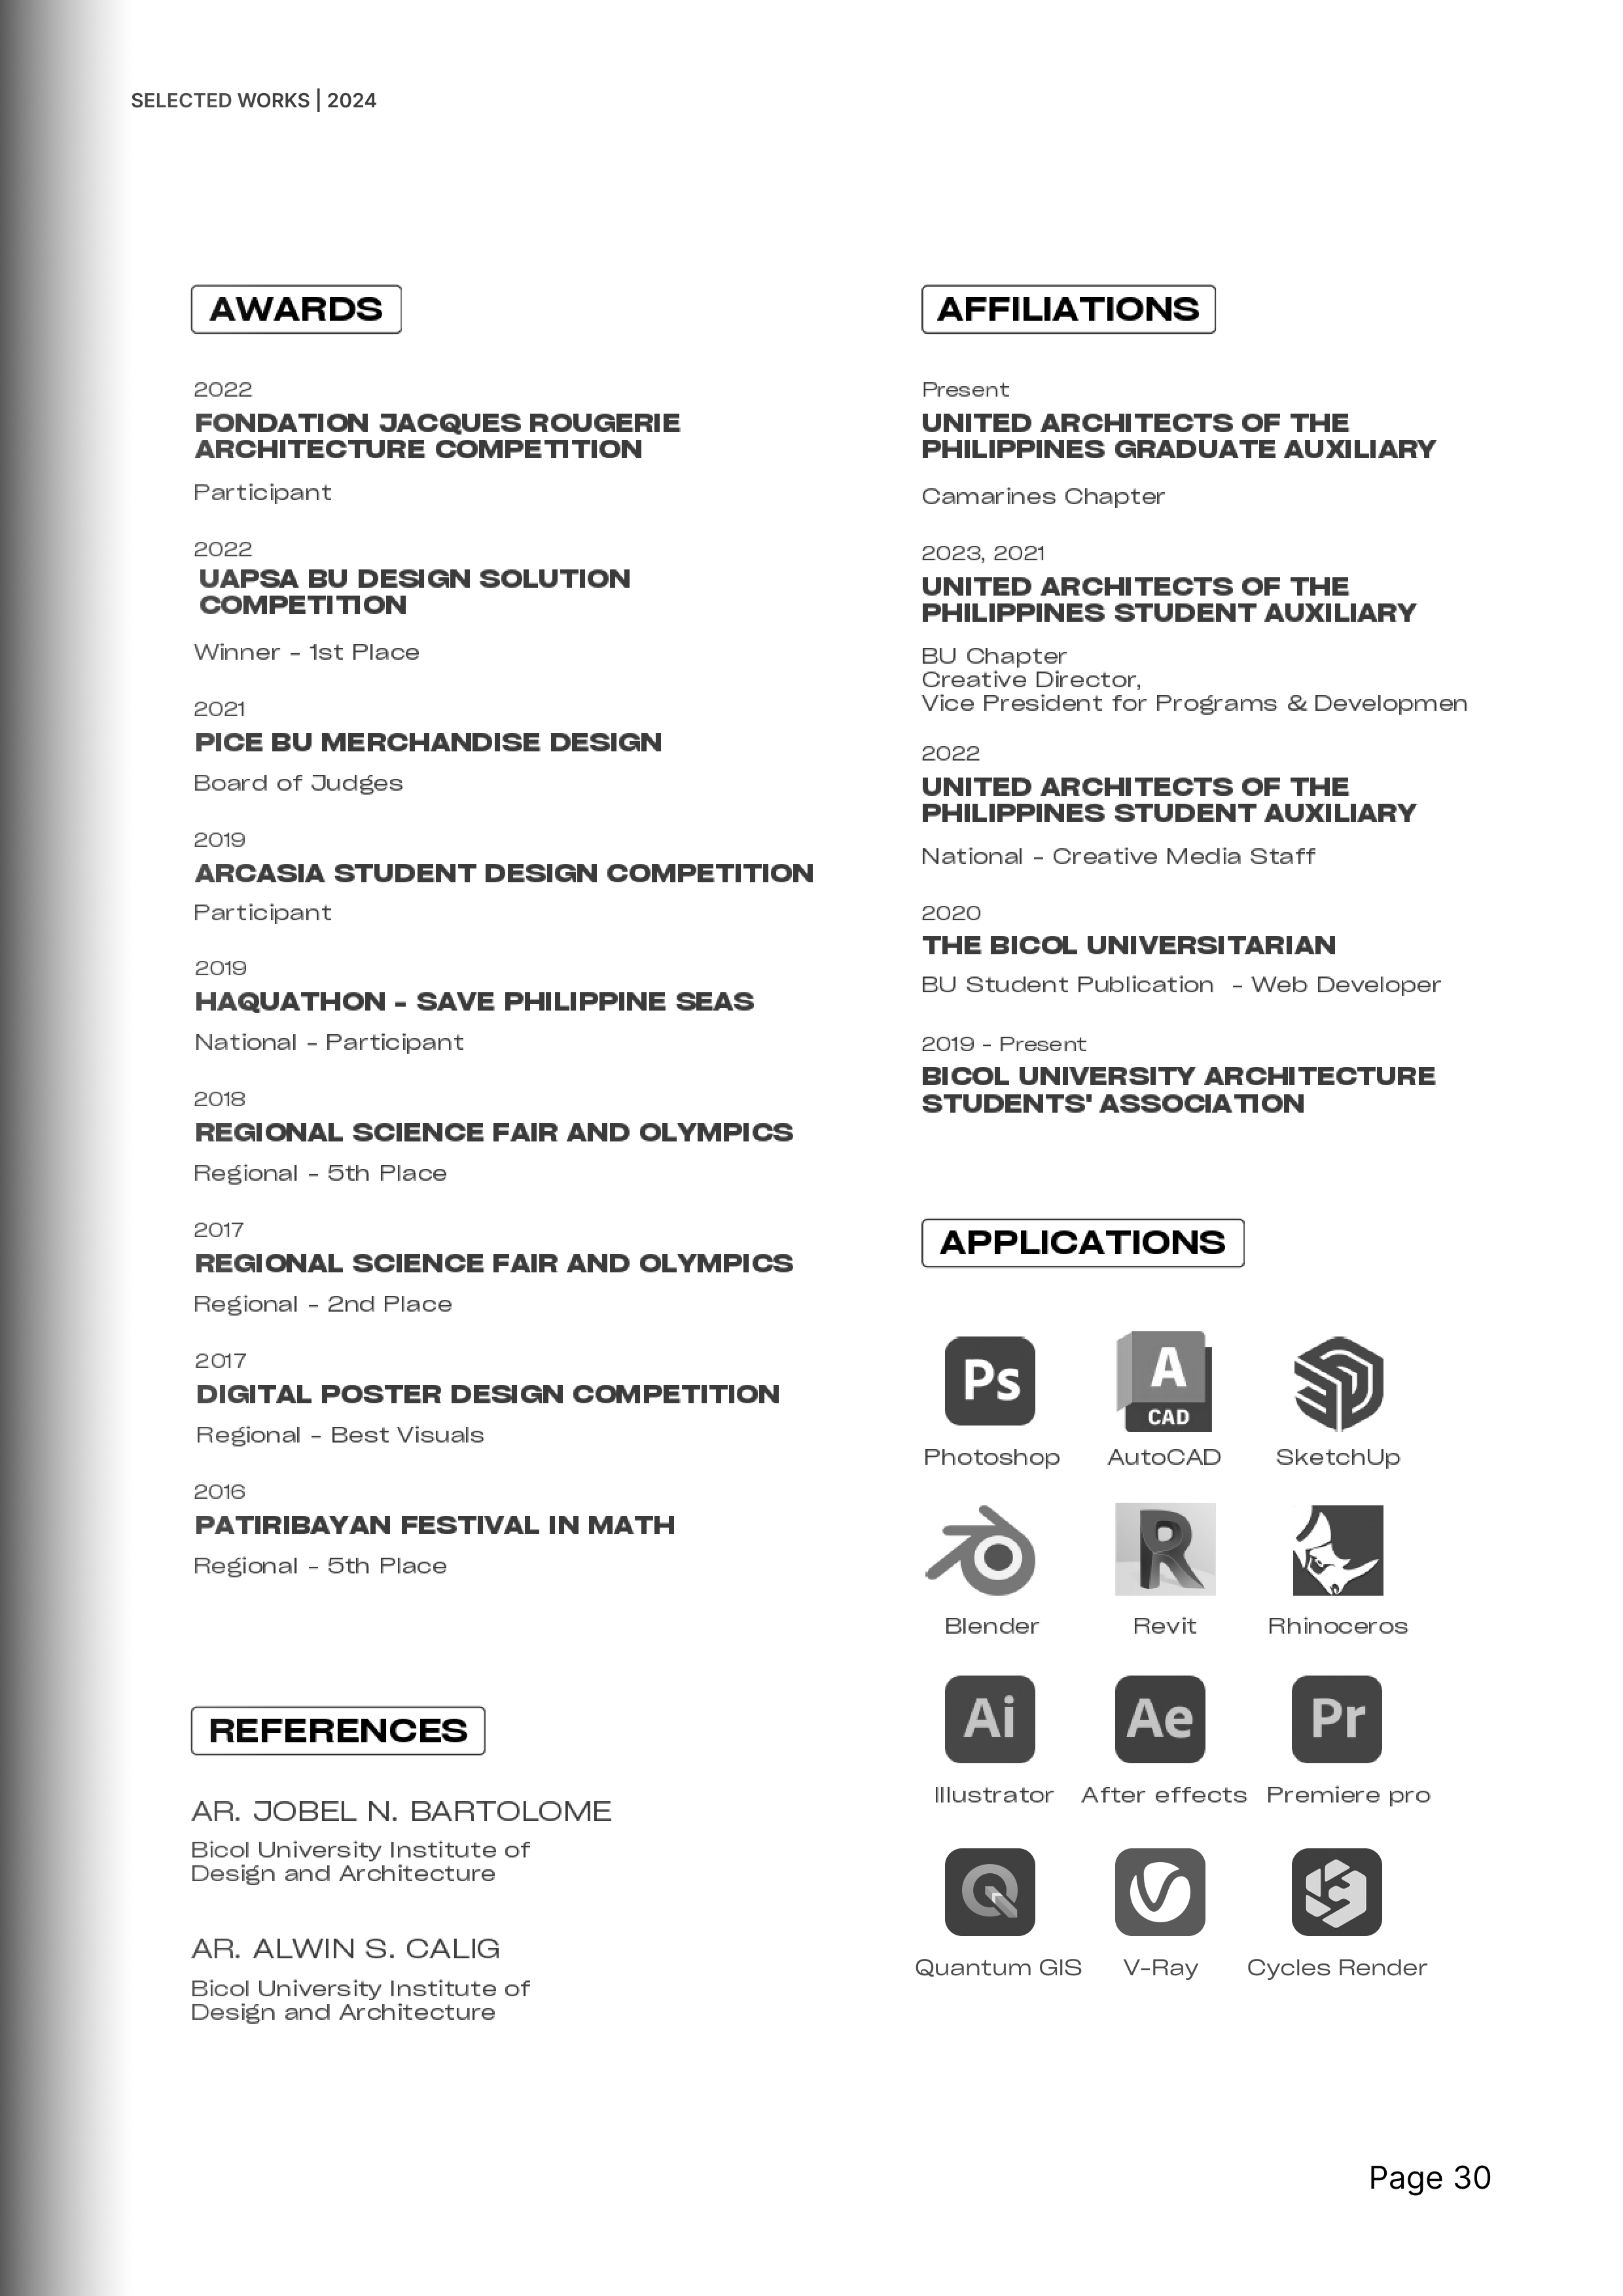 SELECTED WORKS | 2024
AWARDS
2022
FONDATION JACQUES ROUGERIE
ARCHITECTURE COMPETITION
Participant
2022
UAPSA BU DESIGN SOLUTION
COMPETITION
Winner - 1st Place
2021
PICE BU MERCHANDISE DESIGN
Board of Judges
2019
ARCASIA STUDENT DESIGN COMPETITION
Participant
2019
HAQUATHON - SAVE PHILIPPINE SEAS
National - Participant
2018
REGIONAL SCIENCE FAIR AND OLYMPICS
Regional - 5th Place
2017
REGIONAL SCIENCE FAIR AND OLYMPICS
Regional - 2nd Place
2017
DIGITAL POSTER DESIGN COMPETITION
Regional - Best Visuals
2016
PATIRIBAYAN FESTIVAL IN MATH
Regional - 5th Place
REFERENCES
AR. JOBEL N. BARTOLOME
Bicol University Institute of
Design and Architecture
AR. ALWIN S. CALIG
Bicol University Institute of
Design and Architecture
AFFILIATIONS
Present
UNITED ARCHITECTS OF THE
PHILIPPINES GRADUATE AUXILIARY
Camarines Chapter
2023, 2021
UNITED ARCHITECTS OF THE
PHILIPPINES STUDENT AUXILIARY
BU Chapter
Creative Director,
Vice President for Programs & Developmen
2022
UNITED ARCHITECTS OF THE
PHILIPPINES STUDENT AUXILIARY
National - Creative Media Staff
2020
THE BICOL UNIVERSITARIAN
BU Student Publication - Web Developer
2019 - Present
BICOL UNIVERSITY ARCHITECTURE
STUDENTS' ASSOCIATION
APPLICATIONS
Ps A CAD
Photoshop AutoCAD SketchUp
R
Blender Revit Rhinoceros
Ai Ae Pr
Illustrator After effects Premiere pro
Quantum GIS V-Ray Cycles Render
Page 30